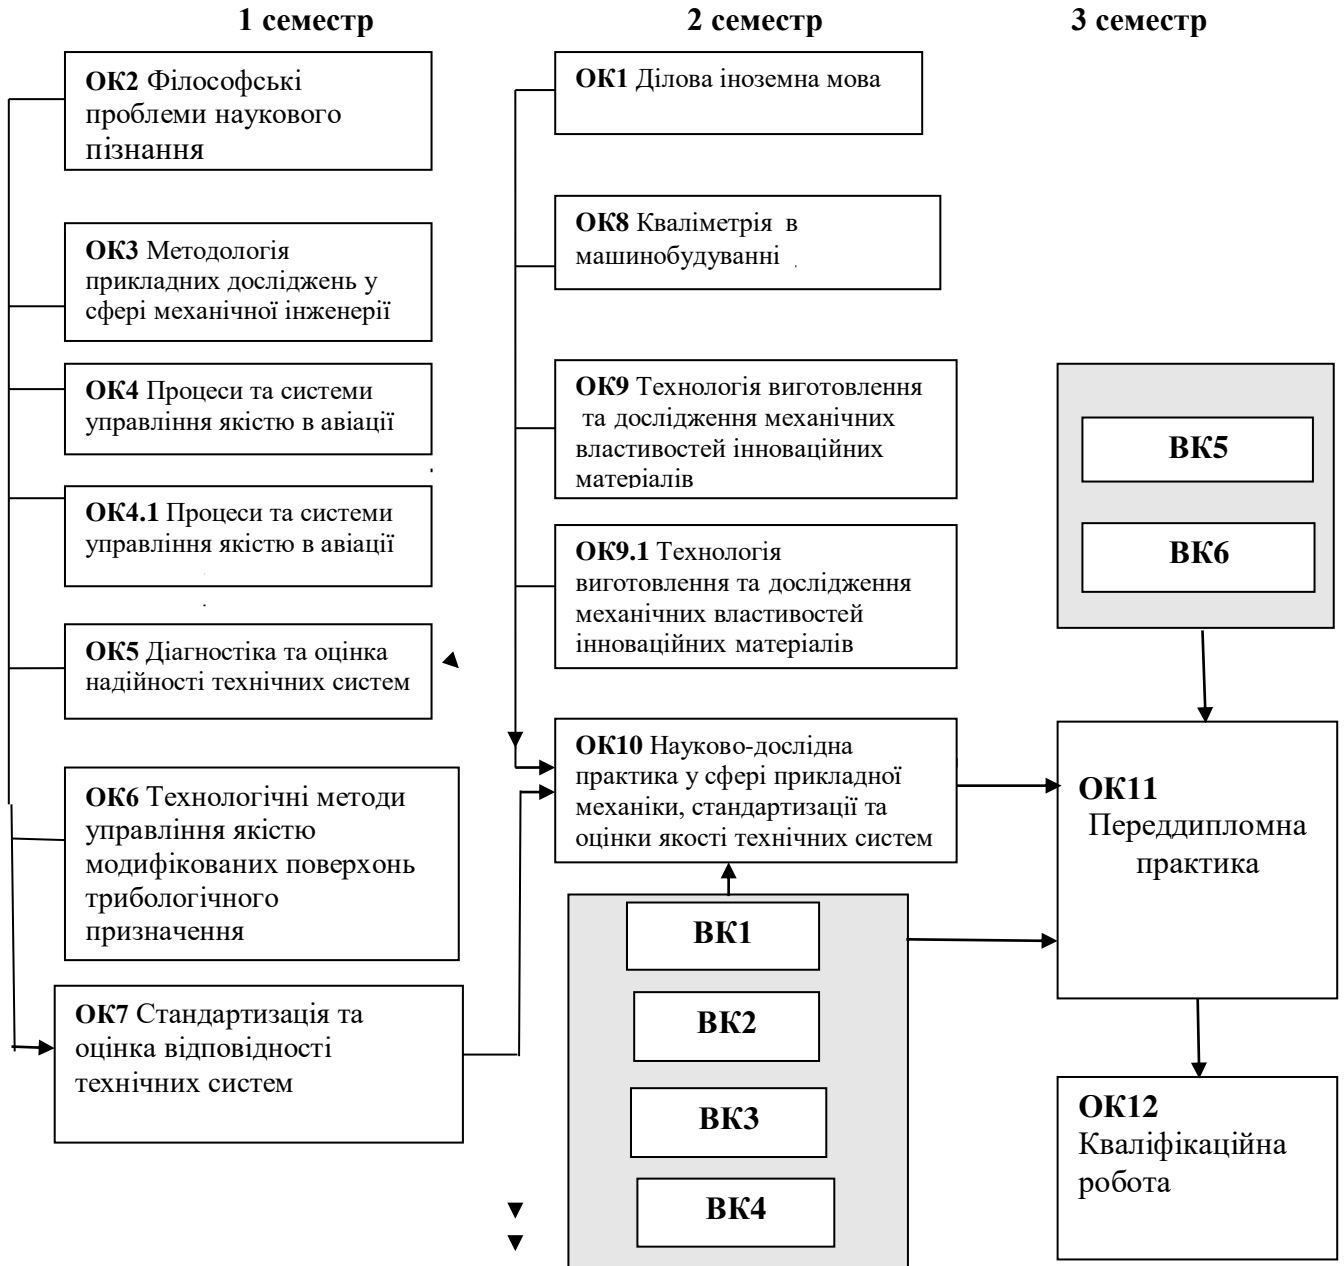 1 семестр
2 семестр
3 семестр
ОК2 Філософські
проблеми наукового
пізнання
ОК3 Методологія
прикладних досліджень у
сфері механічної інженерії
ОК4 Процеси та системи
управління якістю в авіації
ОК4.1 Процеси та системи
управління якістю в авіації
ОК5 Діагностіка та оцінка
надійності технічних систем
ОК6 Технологічні методи
управління якістю
модифікованих поверхонь
трибологічного
призначення
ОК7 Стандартизація та
оцінка відповідності
технічних систем
ОК1 Ділова іноземна мова
ОК8 Кваліметрія в
машинобудуванні
ОК9 Технологія виготовлення
та дослідження механічних
властивостей інноваційних
матеріалів
ОК9.1 Технологія
виготовлення та дослідження
механічних властивостей
інноваційних матеріалів
ОК10 Науково-дослідна
практика у сфері прикладної
механіки, стандартизації та
оцінки якості технічних систем
ВК1
ВК2
ВК3
ВК4
ВК5
ВК6
ОК11
Переддипломна
практика
ОК12
Кваліфікаційна
робота